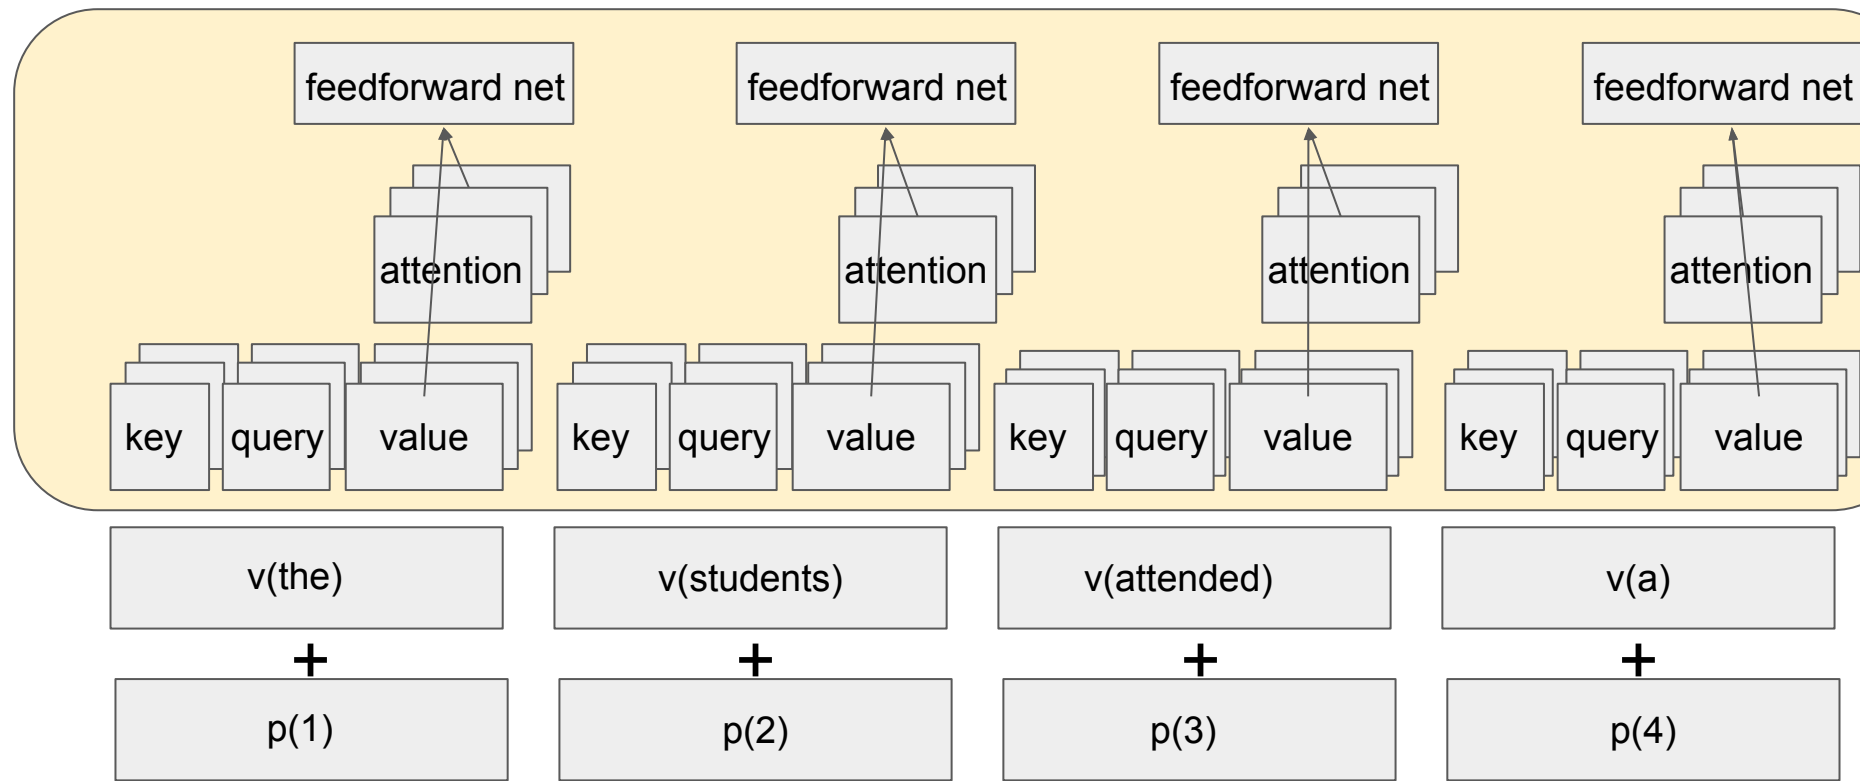 feedforward net feedforward net feedforward net feedforward net
attention attention attention attention
key query value key query value key query value key query value
v(the) v(students) v(attended) v(a)
+ + + +
p(1) p(2) p(3) p(4)